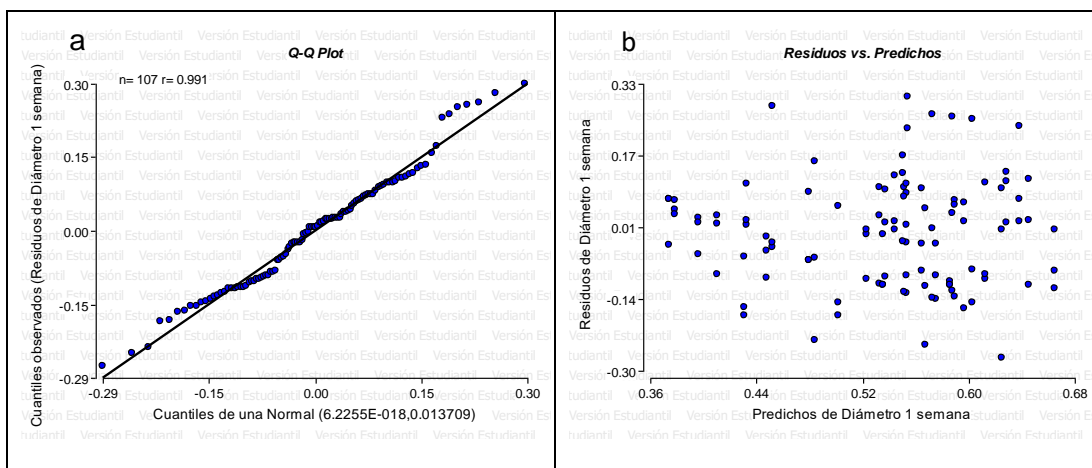 a
Q-Q Plot
n= 107 r= 0.991
Cuantiles observados (Residuos de Diámetro 1 semana)
0.30
0.15
0.00
-0.15
-0.29
-0.29 -0.15 0.00 0.15 0.30
Cuantiles de una Normal (6.2255E-018,0.013709)
b
Residuos vs. Predichos
Residuos de Diámetro 1 semana
0.33
0.17
0.01
-0.14
-0.30
0.36 0.44 0.52 0.60 0.68
Predichos de Diámetro 1 semana
Versión Estudiantil